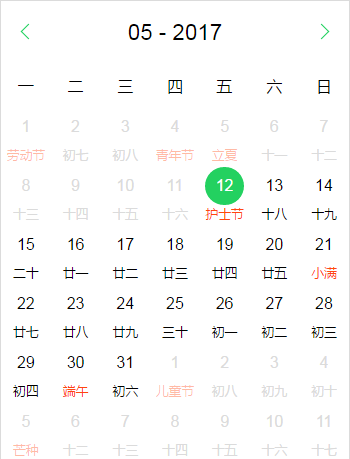 05 - 2017
一 二 三 四 五 六 日
1 2 3 4 5 6 7
劳动节 初七 初八 青年节 立夏 十一 十二
8 9 10 11 12 13 14
十三 十四 十五 十六 护士节 十八 十九
15 16 17 18 19 20 21
二十 廿一 廿二 廿三 廿四 廿五 小满
22 23 24 25 26 27 28
廿七 廿八 廿九 三十 初一 初二 初三
29 30 31 1 2 3 4
初四 端午 初六 儿童节 初八 初九 初十
5 6 7 8 9 10 11
芒种 十二 十三 十四 十五 十六 十七